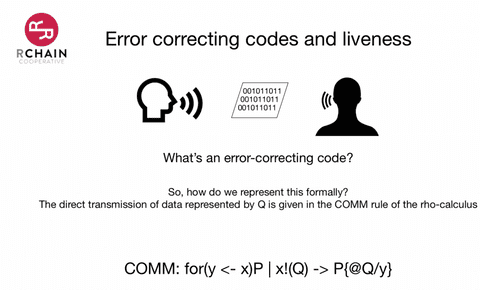 RCHAIN
COOPERATIVE
Error correcting codes and liveness
001011011
001011011
001011011
What's an error-correcting code?
So, how do we represent this formally?
The direct transmission of data represented by Q is given in the COMM rule of the rho-calculus
COMM: for(y <- x)P | x!(Q) -> P{@Q/y}